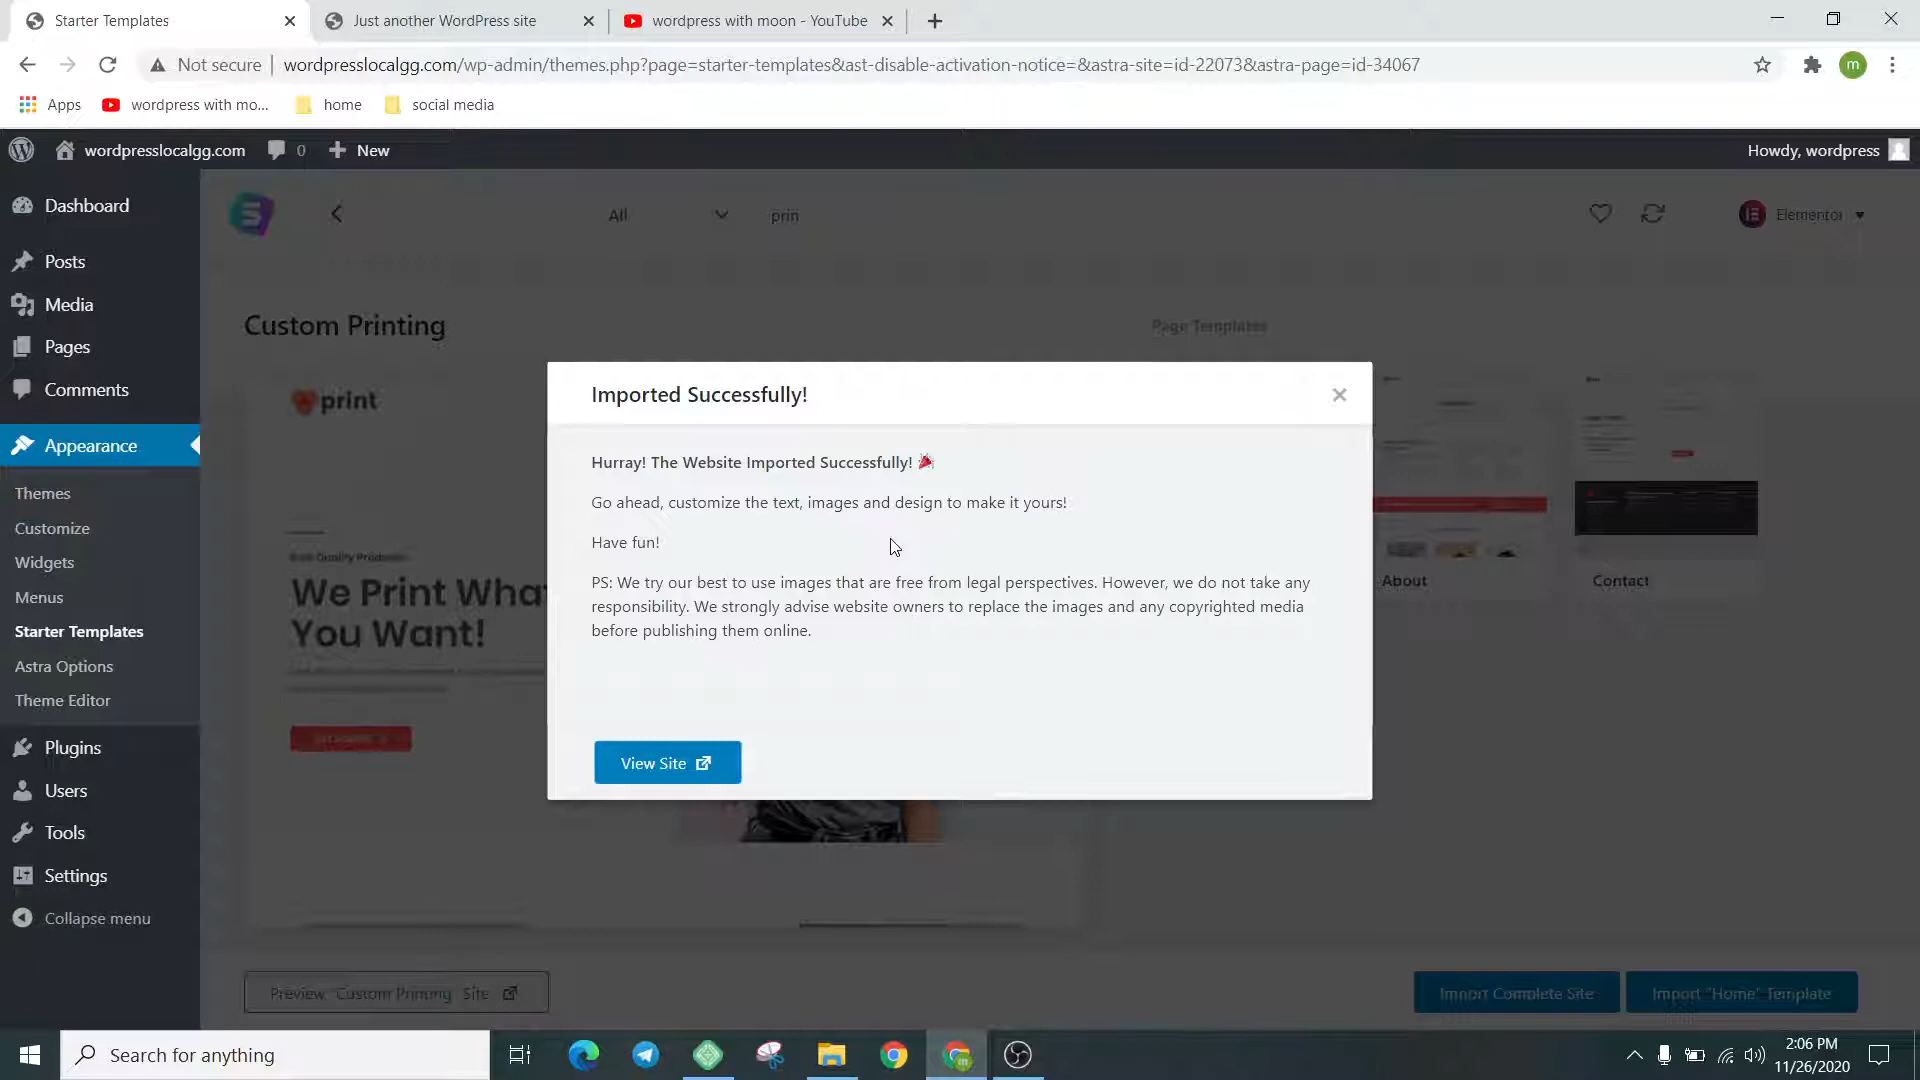 Starter Templates
Just another WordPress site
wordpress with moon - YouTube
Not secure
wordpresslocalgg.com/wp-admin/themes.php?page=starter-templates&ast-disable-activation-notice=&astra-site=id-22073&astra-page=id-34067
m
Apps
wordpress with mo...
home
social media
wordpresslocalgg.com
0
New
Howdy, wordpress
Dashboard
Posts
Media
Pages
Comments
Appearance
Themes
Customize
Widgets
Menus
Starter Templates
Astra Options
Theme Editor
Plugins
Users
Tools
Settings
Collapse menu
All
prin
Elementor
Custom Printing
Page Templates
print
We Print What
You Want!
About
Contact
Imported Successfully!
Hurray! The Website Imported Successfully!
Go ahead, customize the text, images and design to make it yours!
Have fun!
PS: We try our best to use images that are free from legal perspectives. However, we do not take any
responsibility. We strongly advise website owners to replace the images and any copyrighted media
before publishing them online.
View Site
Preview "Custom Printing" Site
Import Complete Site
Import "Home" Template
Search for anything
2:06 PM
11/26/2020